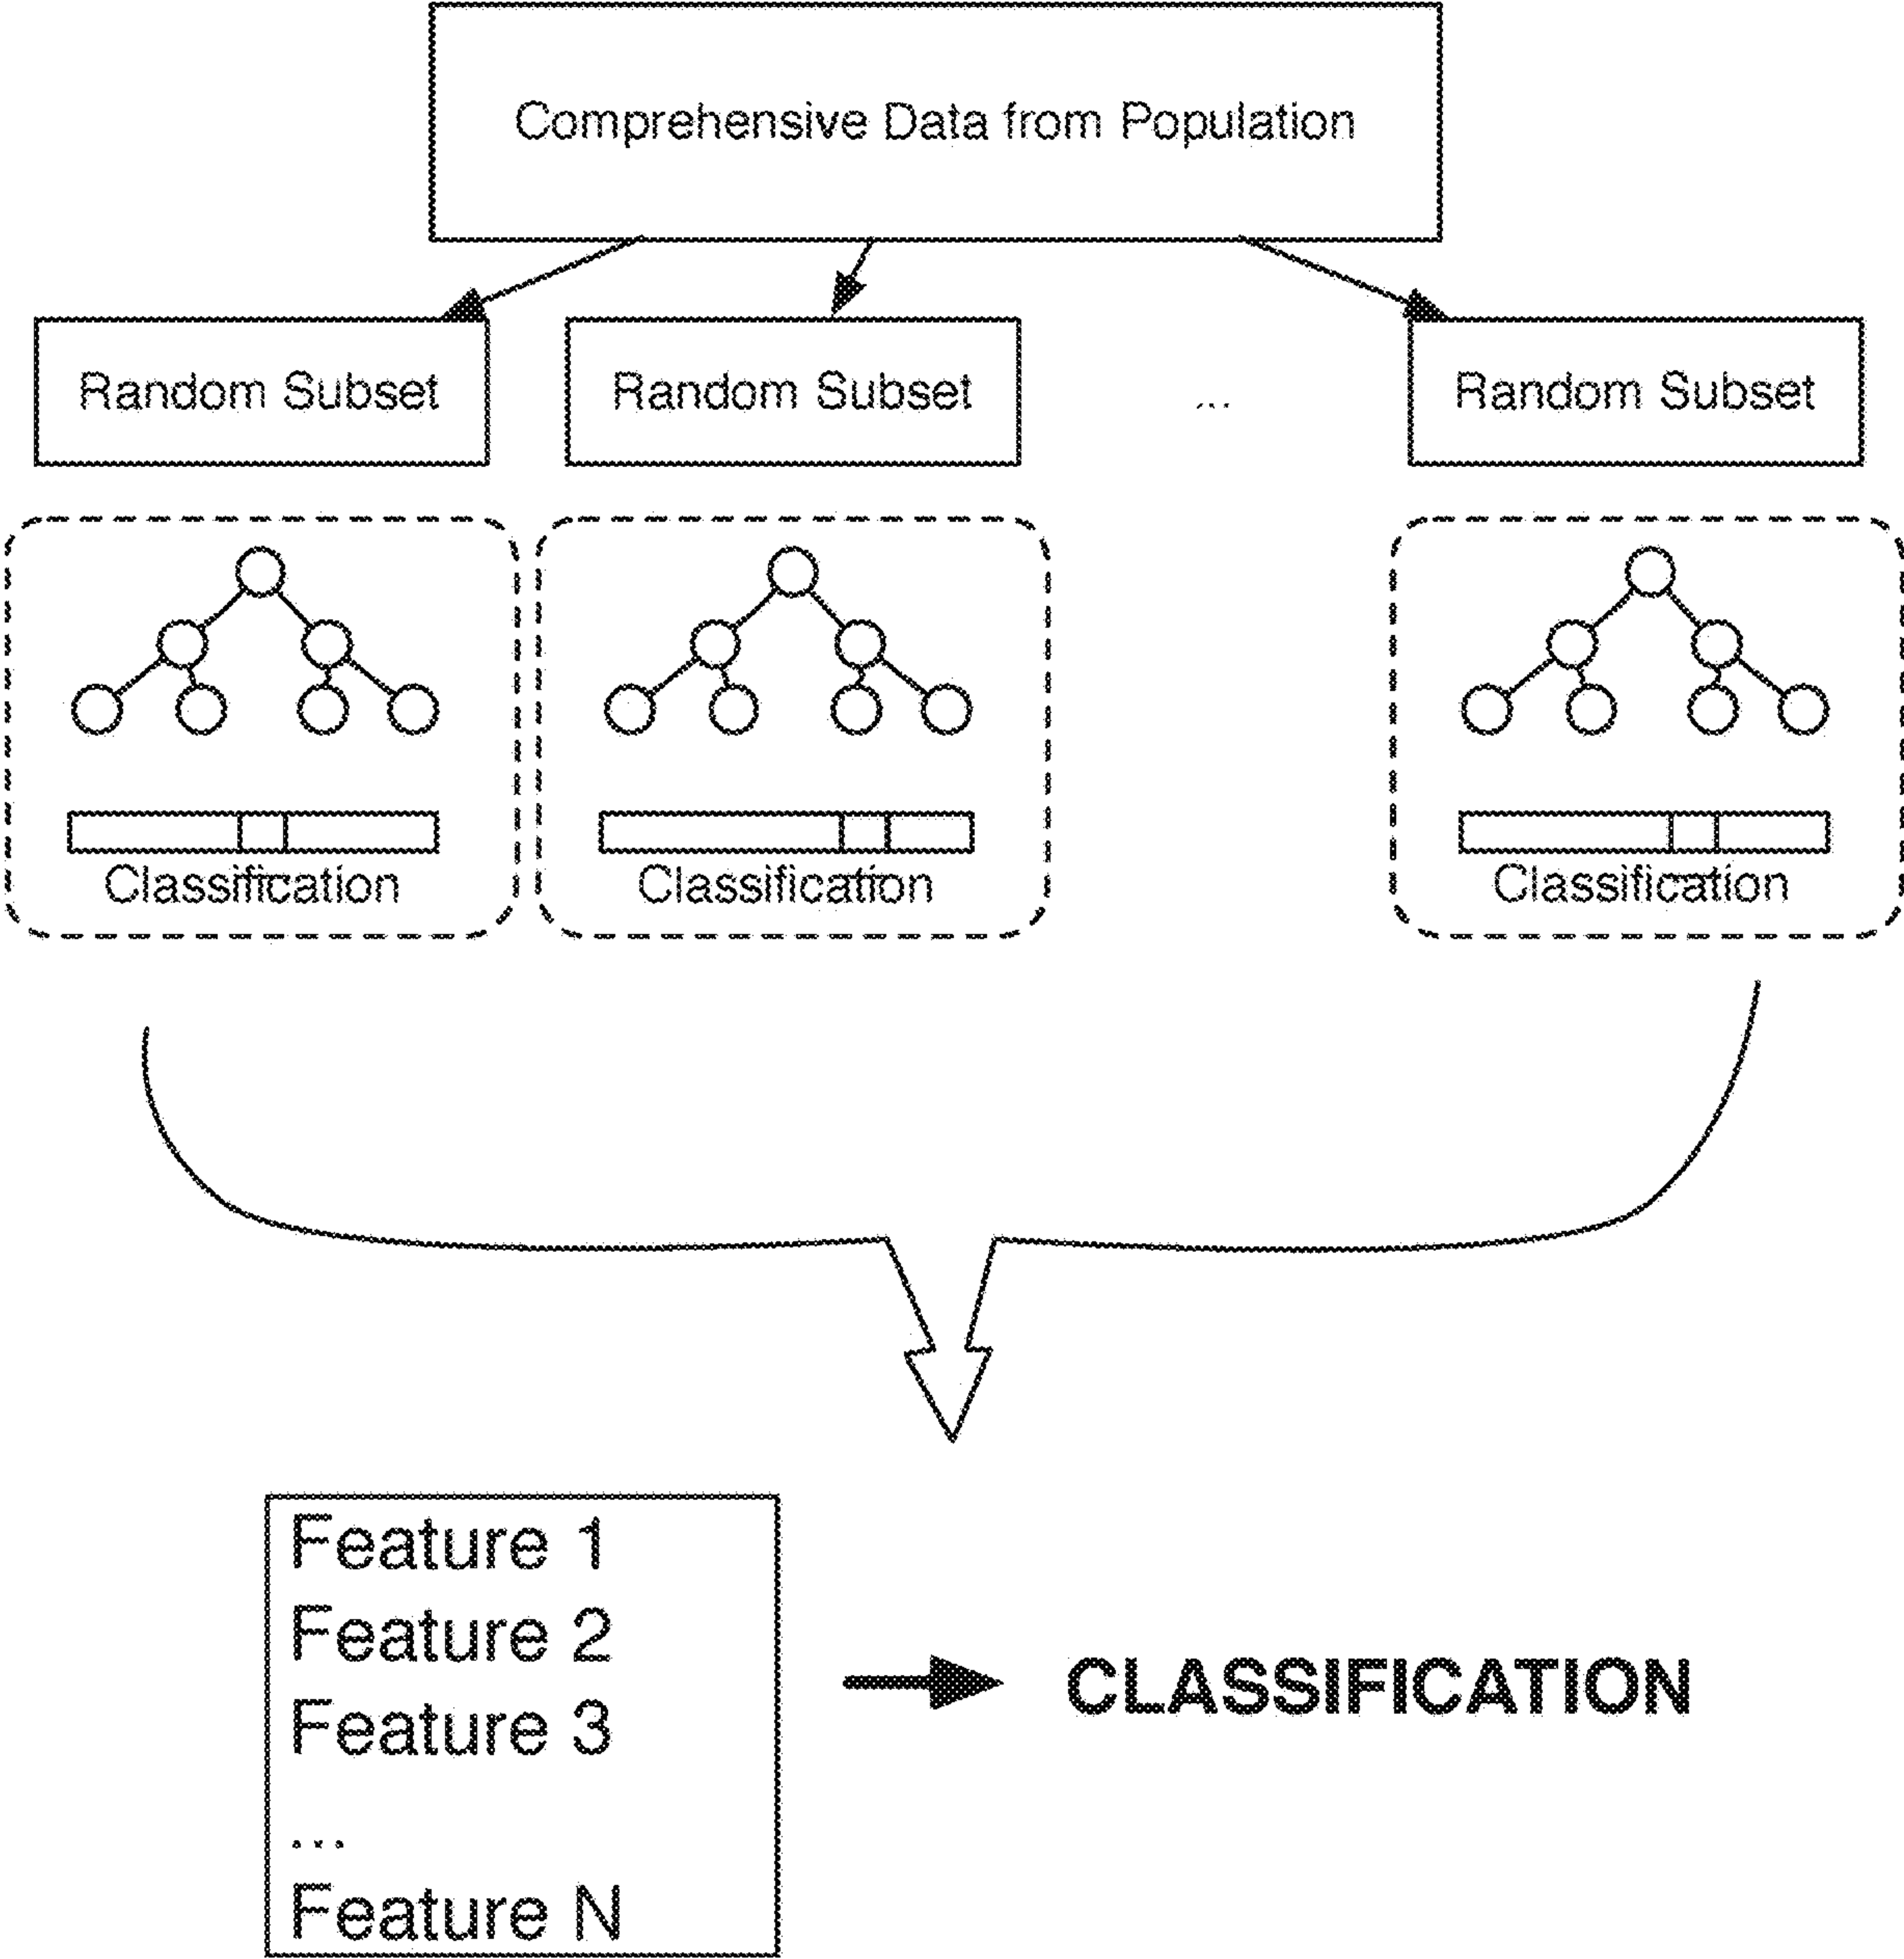 Comprehensive Data from Population
Random Subset
Random Subset
...
Random Subset
Classification
Classification
Classification
Feature 1
Feature 2
Feature 3
...
Feature N
CLASSIFICATION